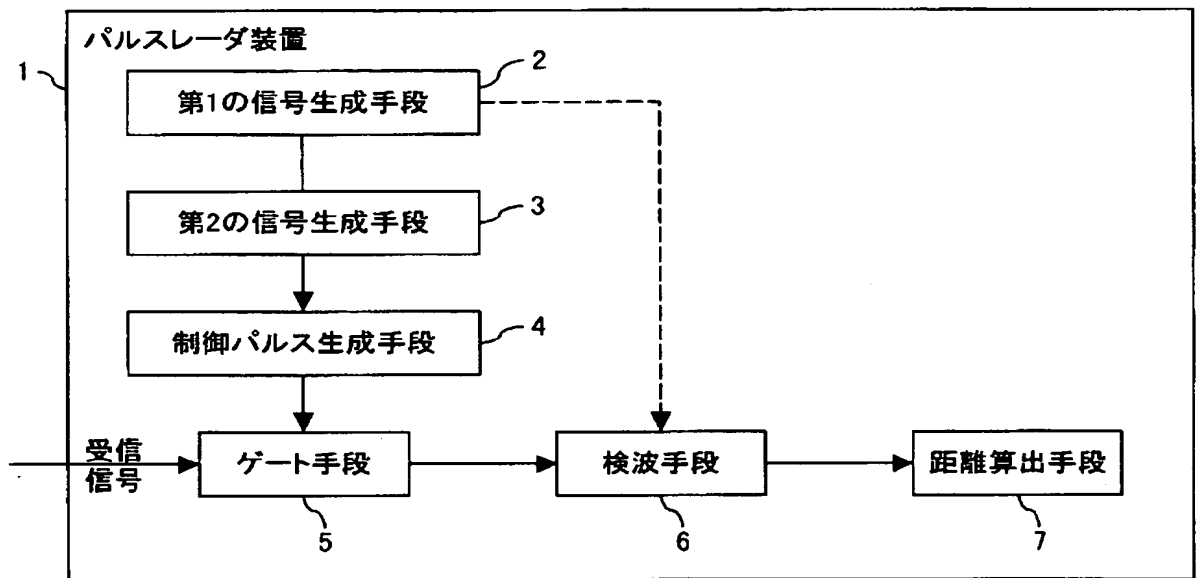 パルスレーダ装置
1
第1の信号生成手段
2
第2の信号生成手段
3
制御パルス生成手段
4
受信
信号
ゲート手段
検波手段
距離算出手段
5
6
7